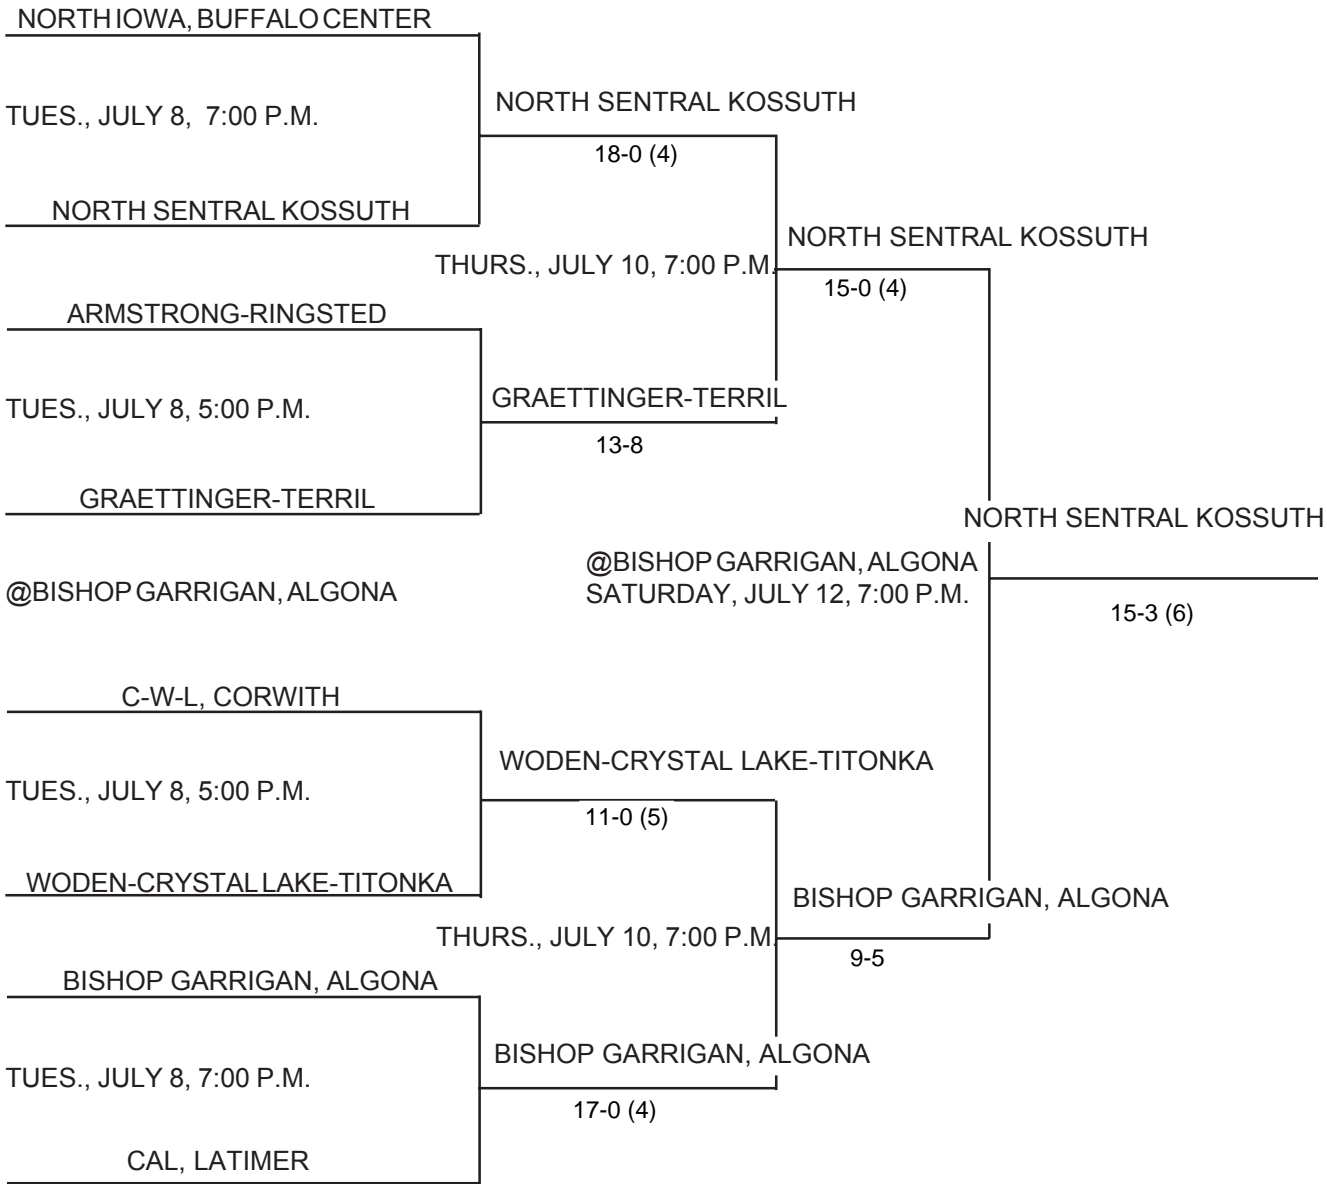 NORTH IOWA, BUFFALO CENTER
NORTH SENTRAL KOSSUTH
TUES., JULY 8, 7:00 P.M.
18-0 (4)
NORTH SENTRAL KOSSUTH
NORTH SENTRAL KOSSUTH
THURS., JULY 10, 7:00 P.M.
15-0 (4)
ARMSTRONG-RINGSTED
GRAETTINGER-TERRIL
TUES., JULY 8, 5:00 P.M.
13-8
GRAETTINGER-TERRIL
NORTH SENTRAL KOSSUTH
@BISHOP GARRIGAN, ALGONA
@BISHOP GARRIGAN, ALGONA
SATURDAY, JULY 12, 7:00 P.M.
15-3 (6)
C-W-L, CORWITH
WODEN-CRYSTAL LAKE-TITONKA
TUES., JULY 8, 5:00 P.M.
11-0 (5)
WODEN-CRYSTAL LAKE-TITONKA
BISHOP GARRIGAN, ALGONA
THURS., JULY 10, 7:00 P.M.
9-5
BISHOP GARRIGAN, ALGONA
BISHOP GARRIGAN, ALGONA
TUES., JULY 8, 7:00 P.M.
17-0 (4)
CAL, LATIMER